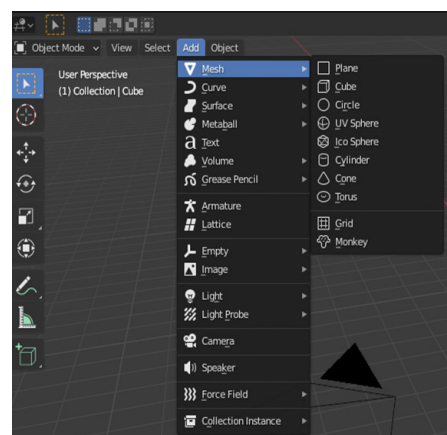 Object Mode View Select Add Object
User Perspective
(1) Collection | Cube
Mesh
Curve
Surface
Metaball
Text
Volume
Grease Pencil
Armature
Lattice
Empty
Image
Light
Light Probe
Camera
Speaker
Force Field
Collection Instance
Plane
Cube
Circle
UV Sphere
Ico Sphere
Cylinder
Cone
Torus
Grid
Monkey